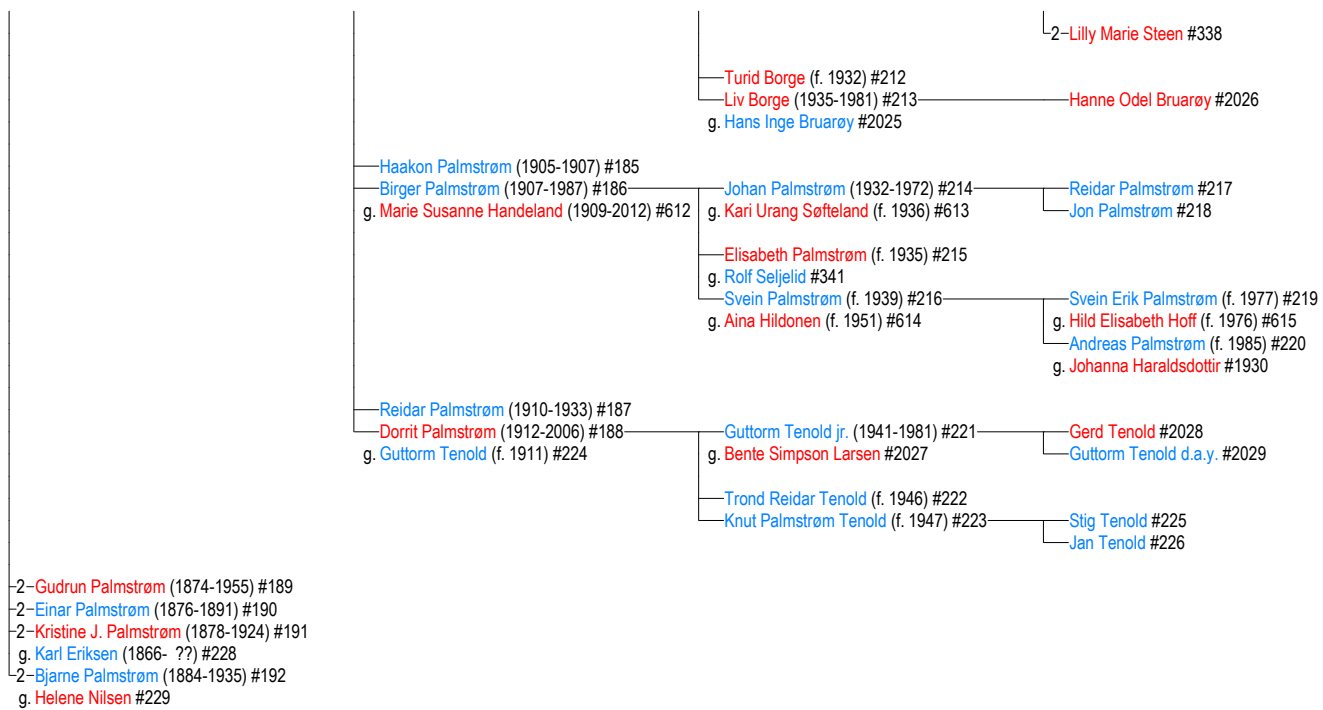 2 Lilly Marie Steen #338
Turid Borge (f. 1932) #212
Liv Borge (1935-1981) #213 Hanne Odel Bruarøy #2026
g. Hans Inge Bruarøy #2025
Haakon Palmstrøm (1905-1907) #185
Birger Palmstrøm (1907-1987) #186 Johan Palmstrøm (1932-1972) #214 Reidar Palmstrøm #217
g. Marie Susanne Handeland (1909-2012) #612 g. Kari Urang Søfteland (f. 1936) #613 Jon Palmstrøm #218
Elisabeth Palmstrøm (f. 1935) #215
g. Rolf Seljelid #341
Svein Palmstrøm (f. 1939) #216 Svein Erik Palmstrøm (f. 1977) #219
g. Aina Hildonen (f. 1951) #614 g. Hild Elisabeth Hoff (f. 1976) #615
Andreas Palmstrøm (f. 1985) #220
g. Johanna Haraldsdottir #1930
Reidar Palmstrøm (1910-1933) #187
Dorrit Palmstrøm (1912-2006) #188 Guttorm Tenold jr. (1941-1981) #221 Gerd Tenold #2028
g. Guttorm Tenold (f. 1911) #224 g. Bente Simpson Larsen #2027 Guttorm Tenold d.a.y. #2029
Trond Reidar Tenold (f. 1946) #222
Knut Palmstrøm Tenold (f. 1947) #223 Stig Tenold #225
Jan Tenold #226
2 Gudrun Palmstrøm (1874-1955) #189
2 Einar Palmstrøm (1876-1891) #190
2 Kristine J. Palmstrøm (1878-1924) #191
g. Karl Eriksen (1866- ??) #228
2 Bjarne Palmstrøm (1884-1935) #192
g. Helene Nilsen #229